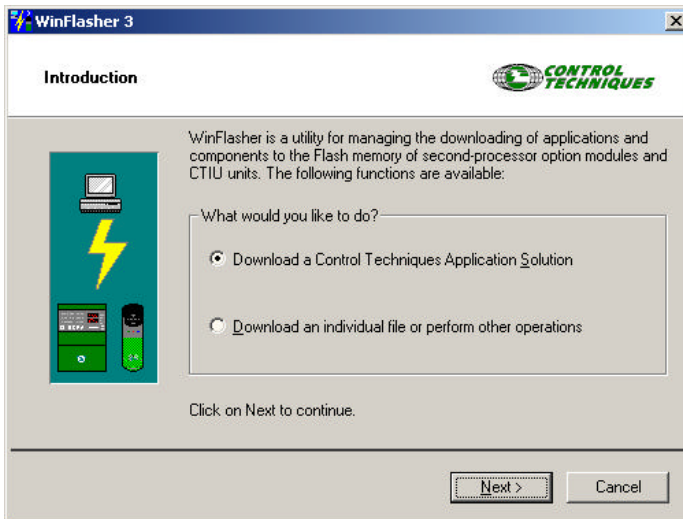 WinFlasher 3
Introduction
CONTROL
TECHNIQUES
WinFlasher is a utility for managing the downloading of applications and
components to the Flash memory of second-processor option modules and
CTIU units. The following functions are available:
What would you like to do?
Download a Control Techniques Application Solution
Download an individual file or perform other operations
Click on Next to continue.
Next >
Cancel